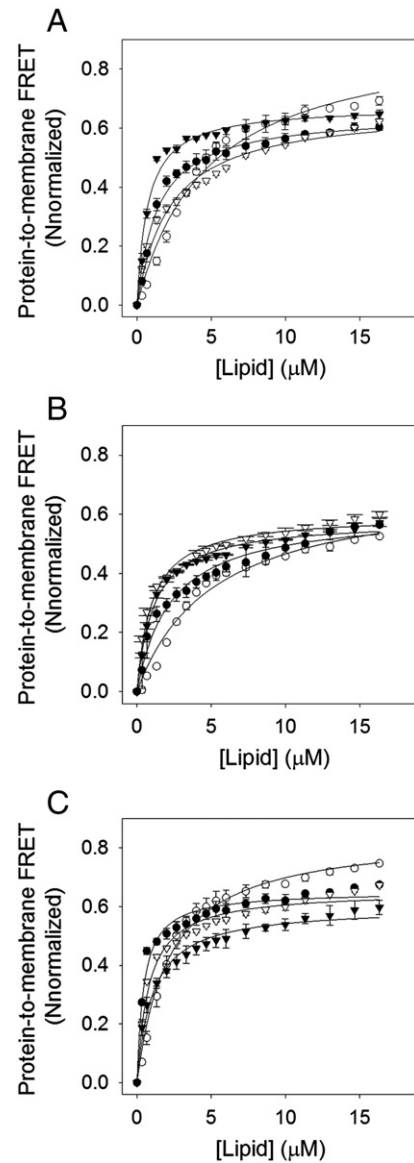 A
Protein-to-membrane FRET
(Nnormalized)
0.8
0.6
0.4
0.2
0.0
0 5 10 15
[Lipid] (μM)
B
Protein-to-membrane FRET
(Nnormalized)
0.8
0.6
0.4
0.2
0.0
0 5 10 15
[Lipid] (μM)
C
Protein-to-membrane FRET
(Nnormalized)
0.8
0.6
0.4
0.2
0.0
0 5 10 15
[Lipid] (μM)